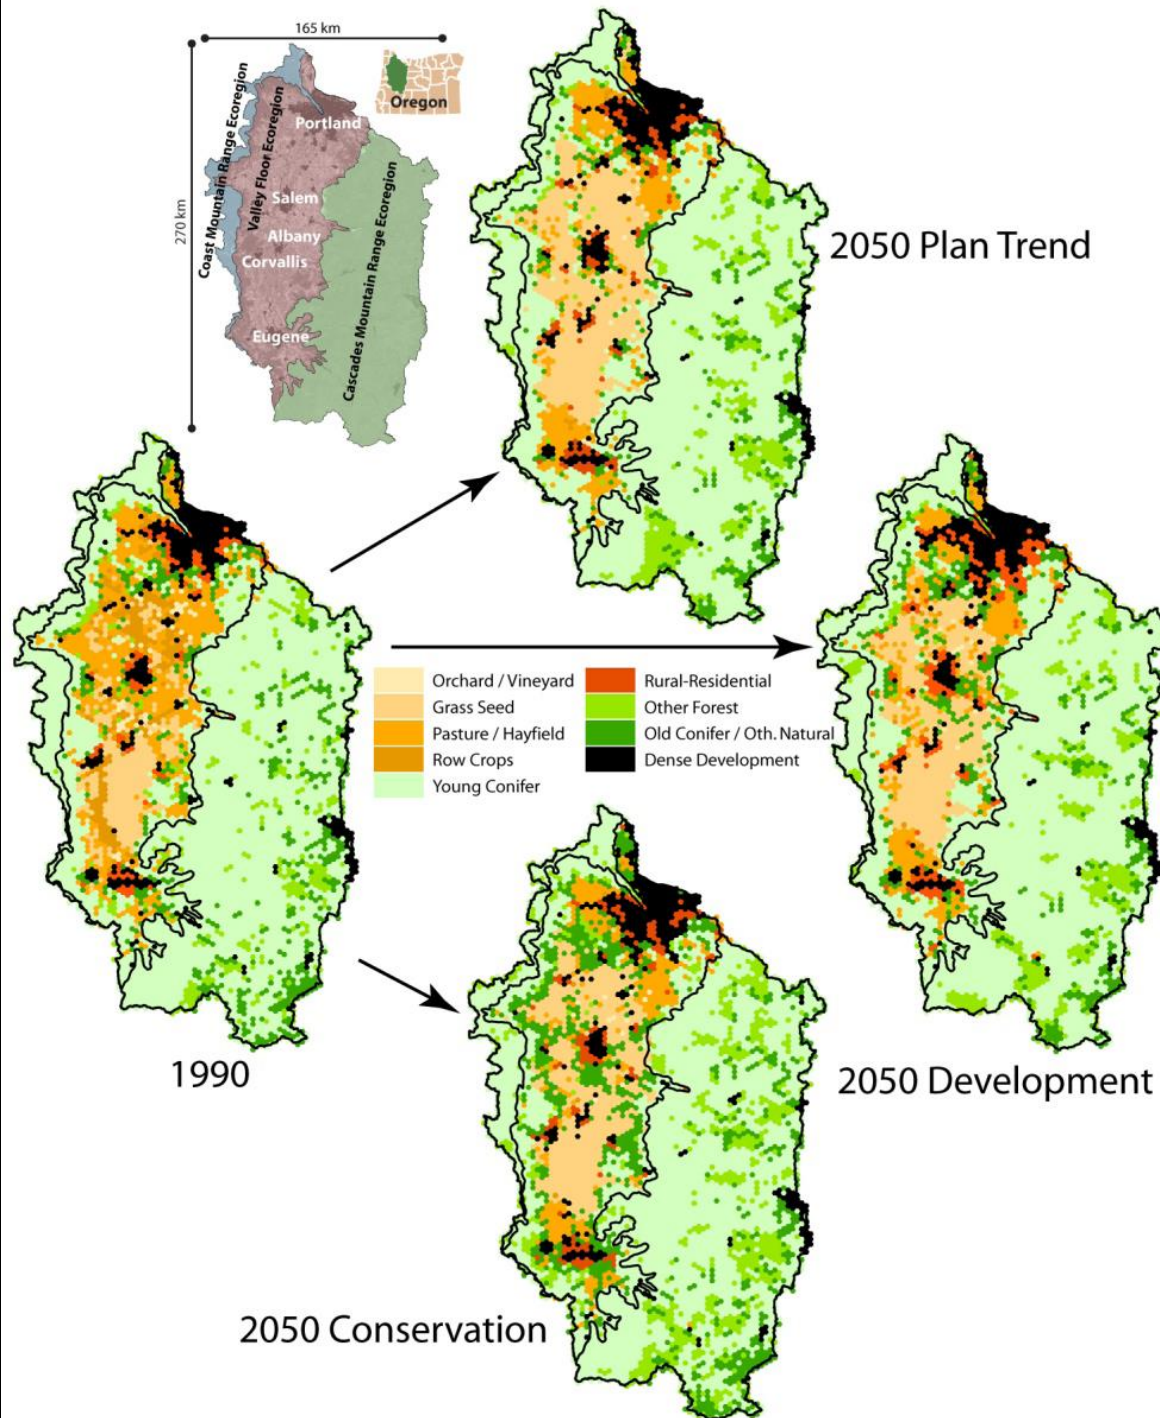 165 km
270 km
Coast Mountain Range Ecoregion
Valley Floor Ecoregion
Cascades Mountain Range Ecoregion
Oregon
Portland
Salem
Albany
Corvallis
Eugene
2050 Plan Trend
Orchard / Vineyard
Grass Seed
Pasture / Hayfield
Row Crops
Young Conifer
Rural-Residential
Other Forest
Old Conifer / Oth. Natural
Dense Development
1990
2050 Development
2050 Conservation